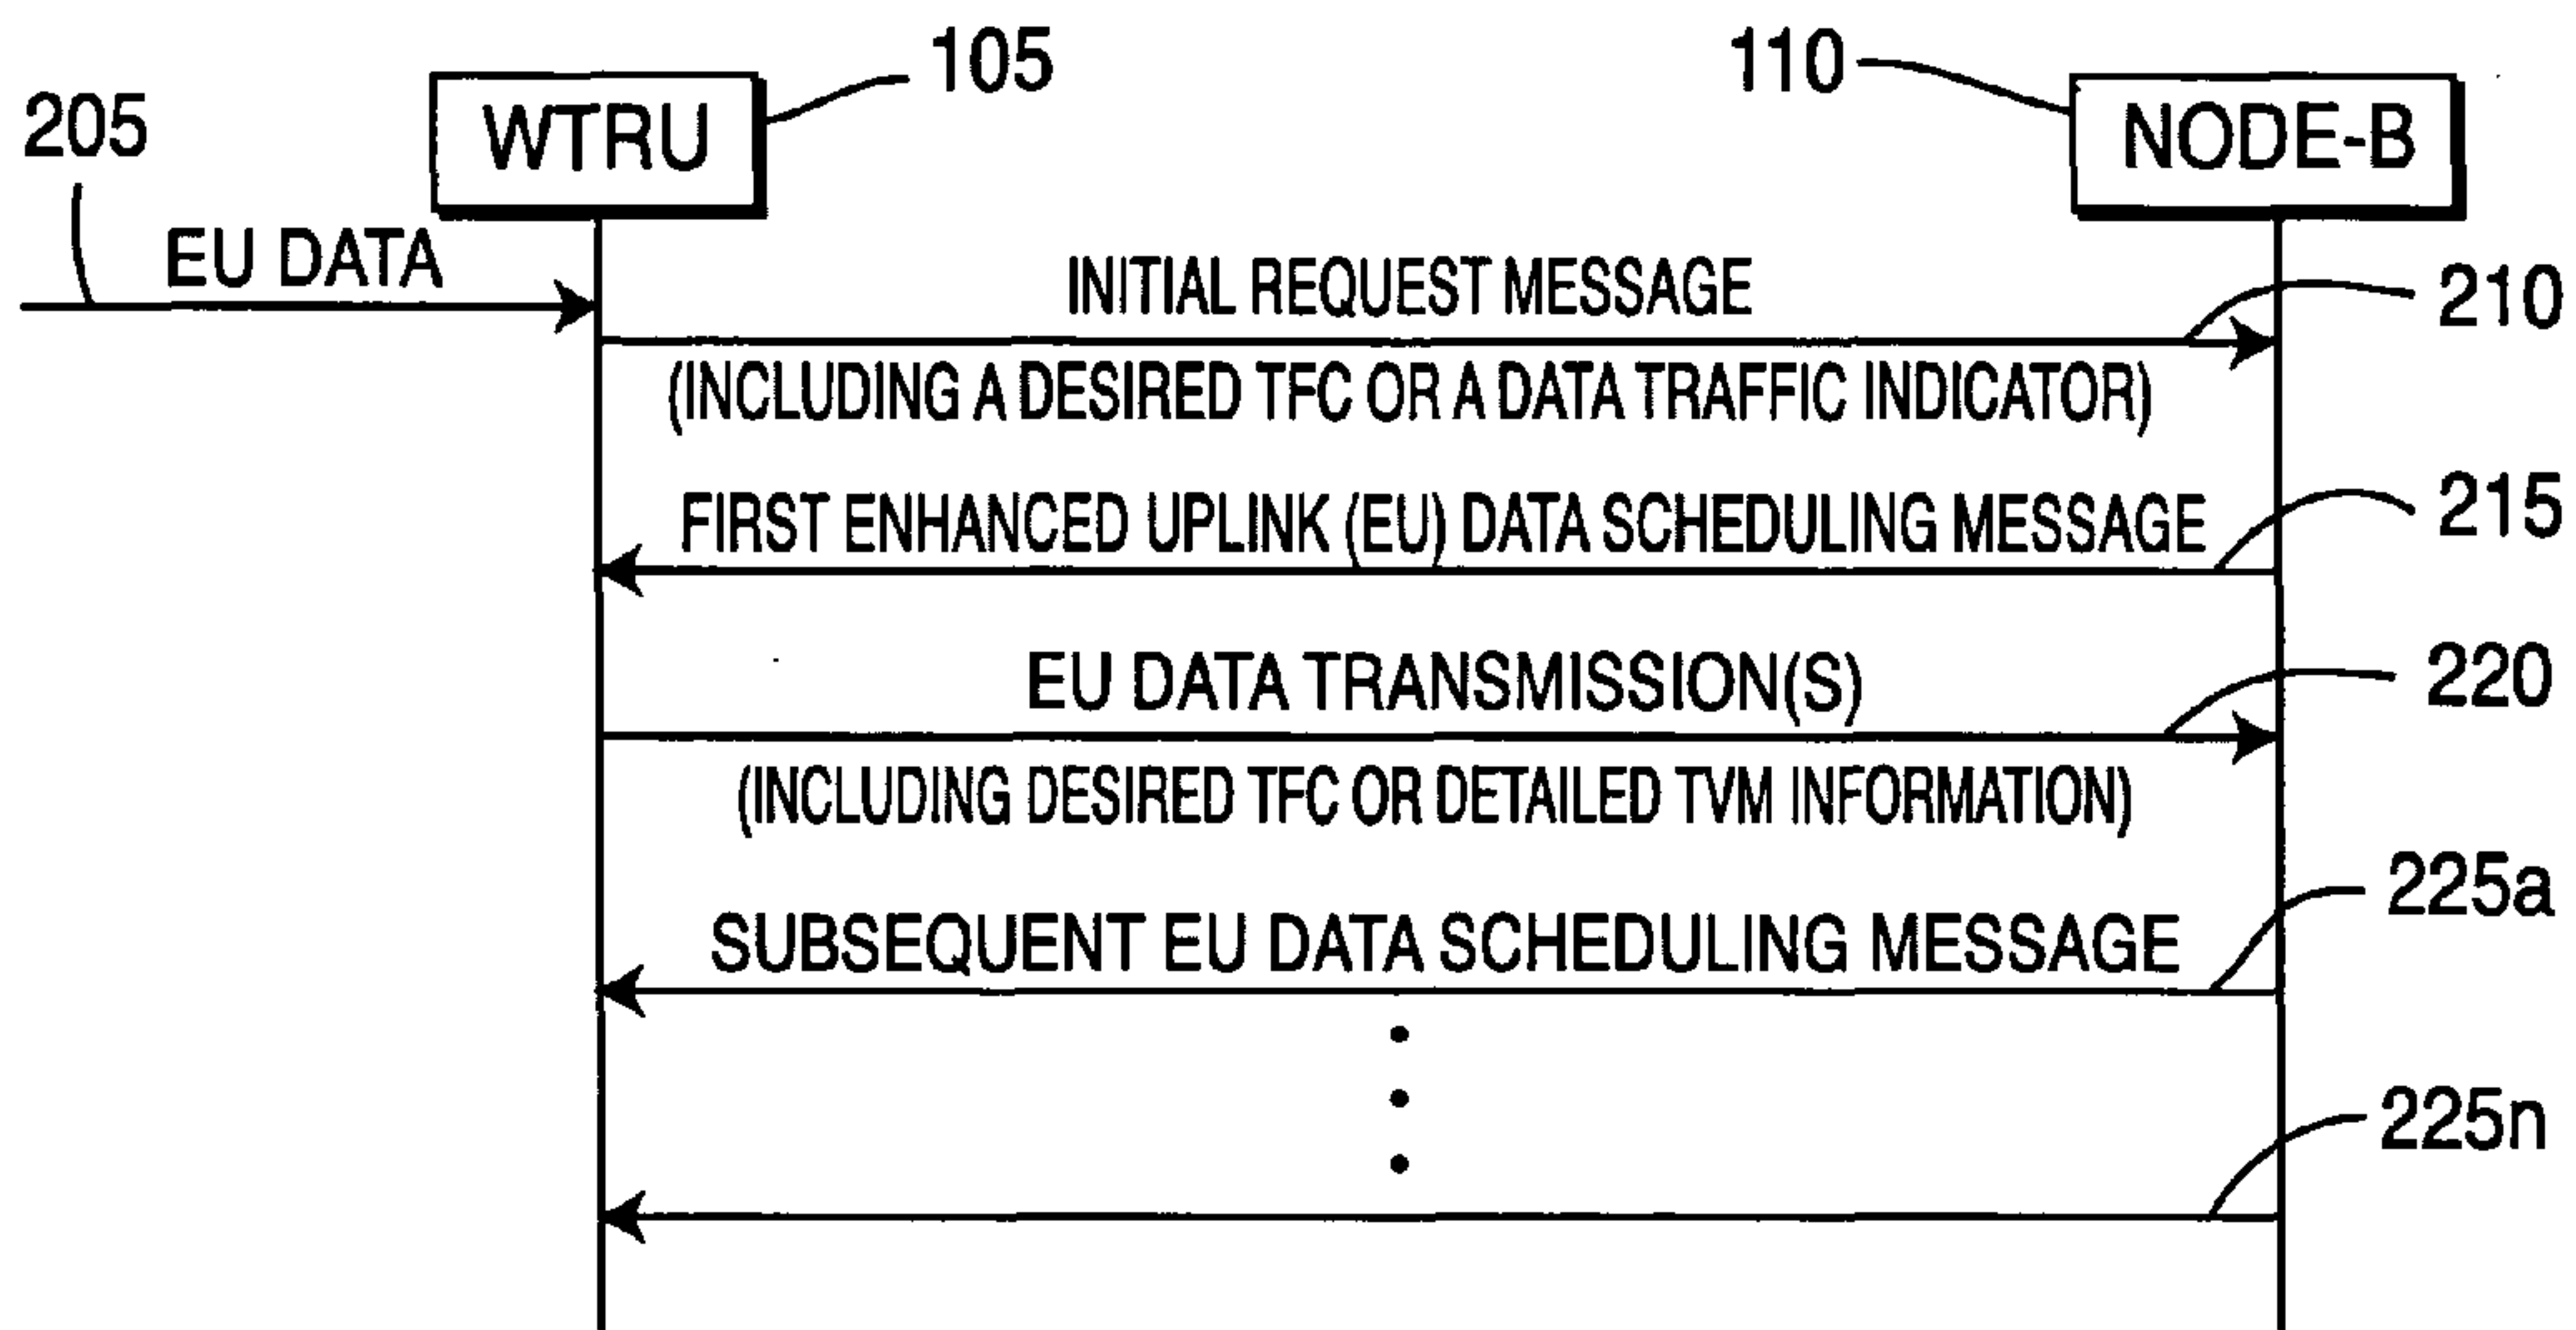 105
110
205
WTRU
NODE-B
EU DATA
INITIAL REQUEST MESSAGE
210
(INCLUDING A DESIRED TFC OR A DATA TRAFFIC INDICATOR)
FIRST ENHANCED UPLINK (EU) DATA SCHEDULING MESSAGE
215
EU DATA TRANSMISSION(S)
220
(INCLUDING DESIRED TFC OR DETAILED TVM INFORMATION)
225a
SUBSEQUENT EU DATA SCHEDULING MESSAGE
225n